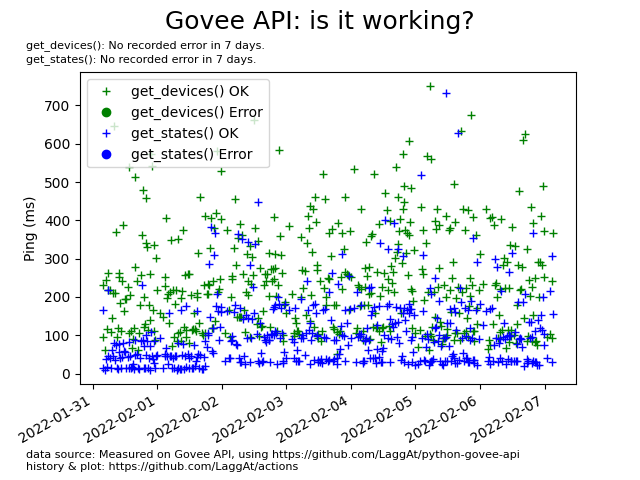 Govee API: is it working?
get_devices(): No recorded error in 7 days.
get_states(): No recorded error in 7 days.
get_devices() OK
get_devices() Error
get_states() OK
get_states() Error
Ping (ms)
700
600
500
400
300
200
100
0
2022-01-31
2022-02-01
2022-02-02
2022-02-03
2022-02-04
2022-02-05
2022-02-06
2022-02-07
data source: Measured on Govee API, using https://github.com/LaggAt/python-govee-api
history & plot: https://github.com/LaggAt/actions